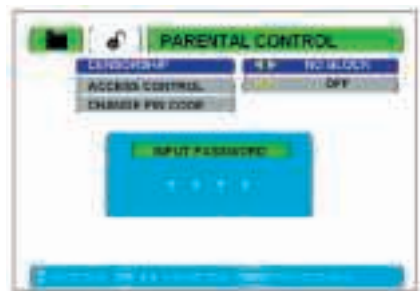 PARENTAL CONTROL
CENSORSHIP NO BLOCK
ACCESS CONTROL OFF
CHANGE PIN CODE
INPUT PASSWORD
* * * *